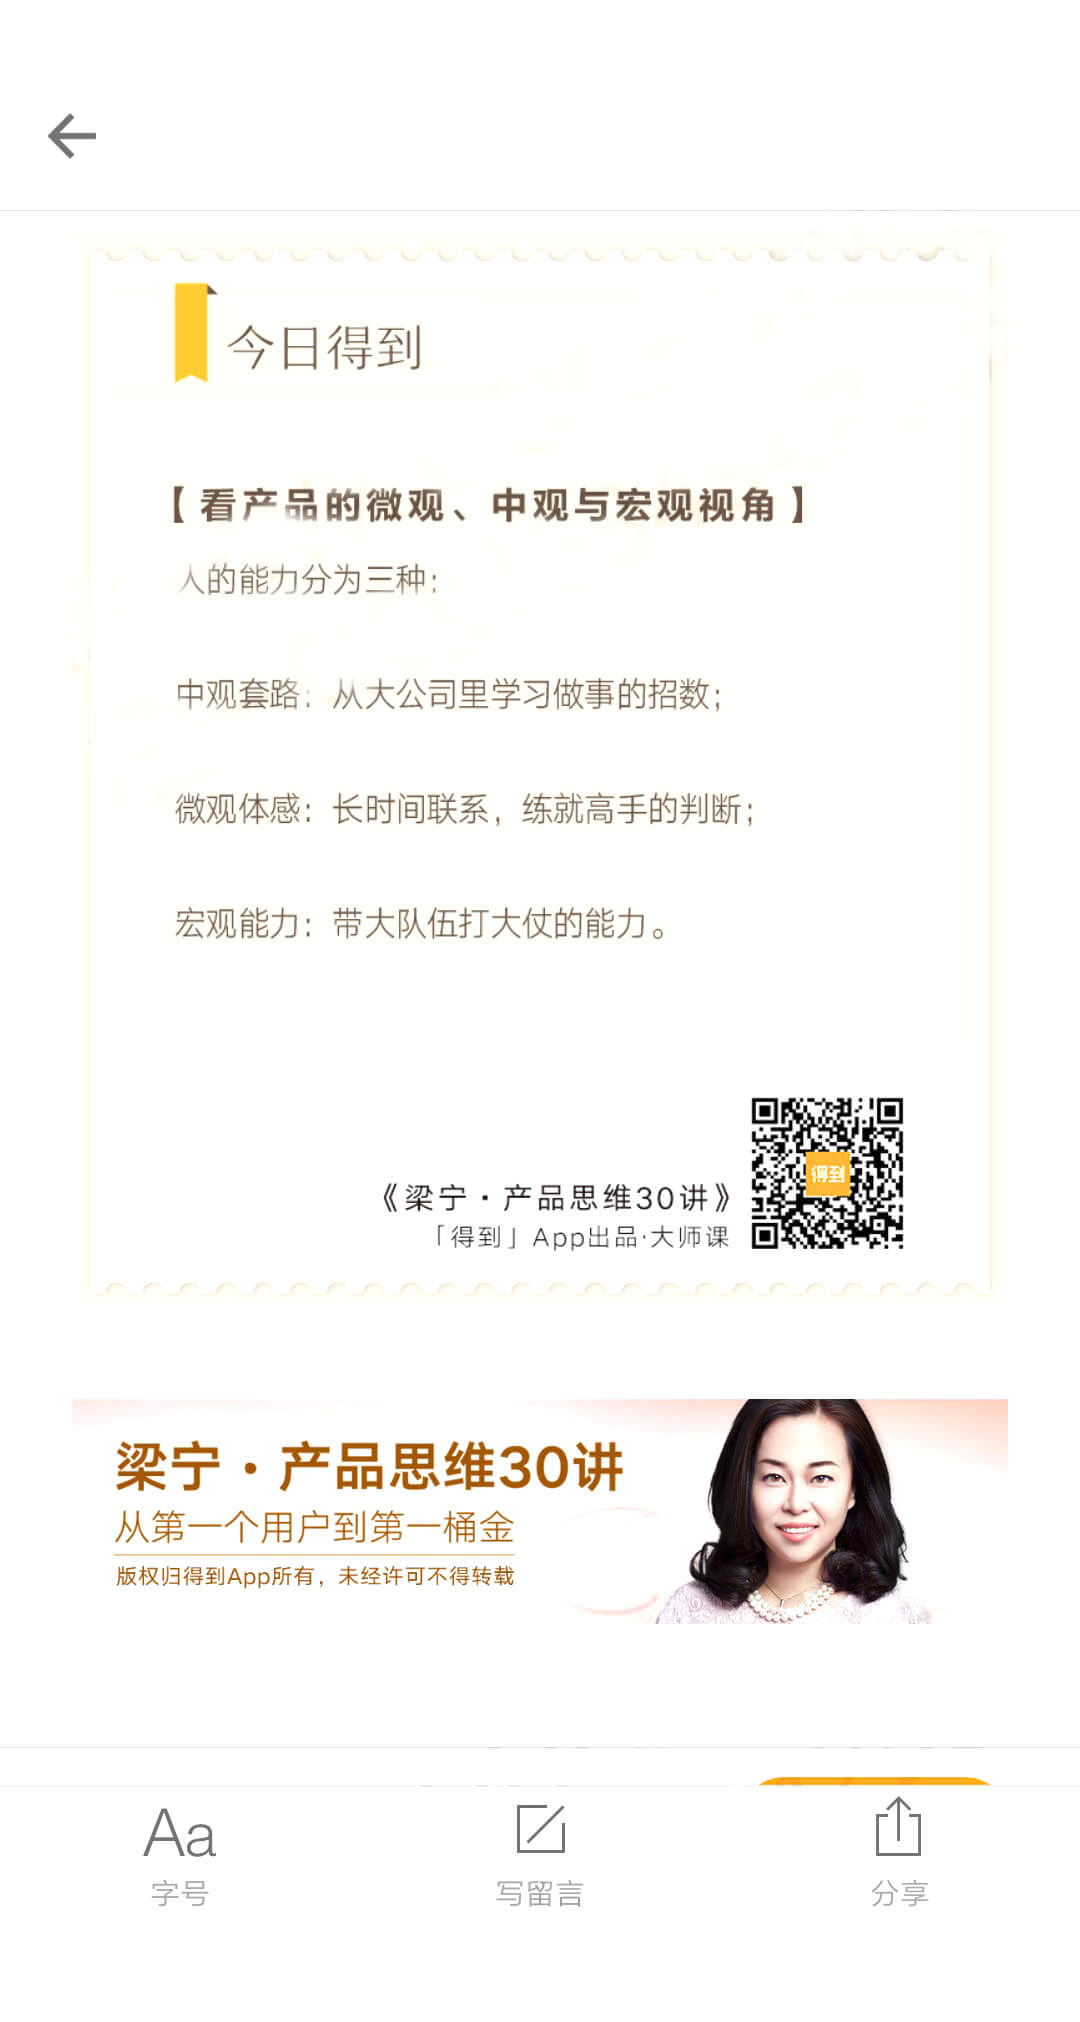 今日得到
【看产品的微观、中观与宏观视角】
人的能力分为三种：
中观套路：从大公司里学习做事的招数；
微观体感：长时间联系，练就高手的判断；
宏观能力：带大队伍打大仗的能力。
得到
《梁宁·产品思维30讲》
「得到」App出品·大师课
梁宁·产品思维30讲
从第一个用户到第一桶金
版权归得到App所有，未经许可不得转载
Aa
字号
写留言
分享